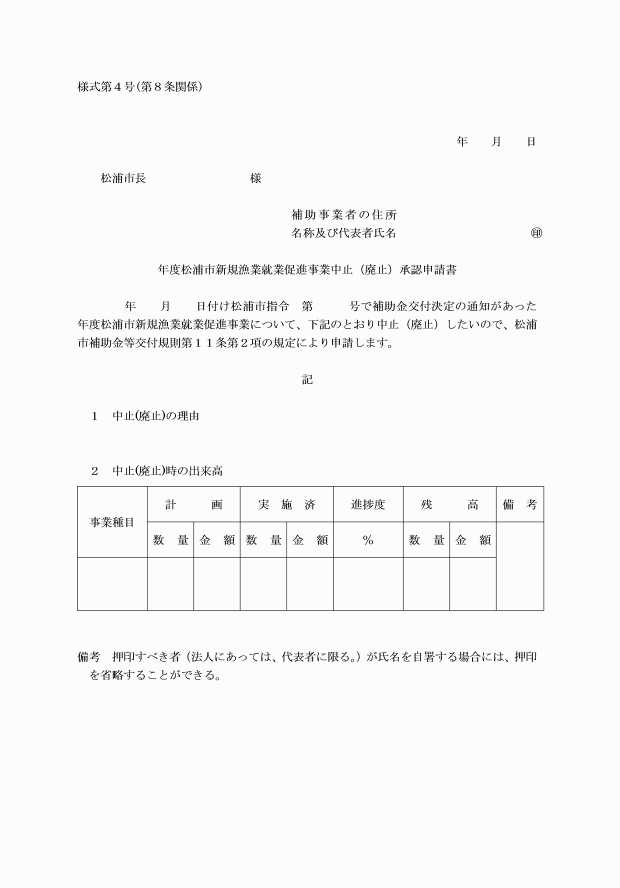 様式第４号(第８条関係)
年　　月　　日
松浦市長　　　　　　　　　様
補助事業者の住所
名称及び代表者氏名　　　　　　　　　　　　㊞
年度松浦市新規漁業就業促進事業中止（廃止）承認申請書
年　　月　　日付け松浦市指令　第　　　号で補助金交付決定の通知があった
年度松浦市新規漁業就業促進事業について、下記のとおり中止（廃止）したいので、松浦
市補助金等交付規則第１１条第２項の規定により申請します。
記
１　中止(廃止)の理由
２　中止(廃止)時の出来高
事業種目　計　　画　実　施　済　進捗度　残　　高　備　考
数　量　金　額　数　量　金　額　％　数　量　金　額
備考　押印すべき者（法人にあっては、代表者に限る。）が氏名を自署する場合には、押印
を省略することができる。